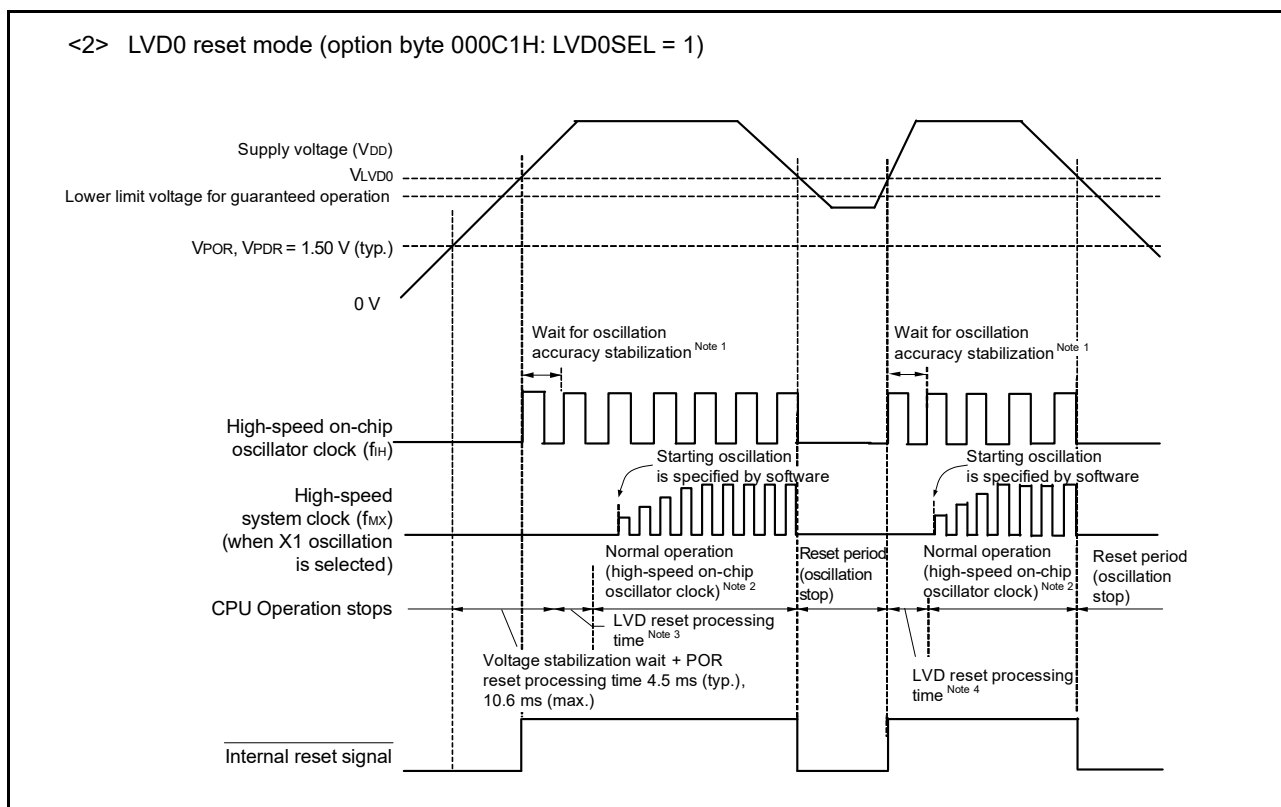 <2> LVD0 reset mode (option byte 000C1H: LVD0SEL = 1)
Supply voltage (VDD)
VLVD0
Lower limit voltage for guaranteed operation
VPOR, VPDR = 1.50 V (typ.)
0 V
Wait for oscillation
accuracy stabilization Note 1
Wait for oscillation
accuracy stabilization Note 1
High-speed on-chip
oscillator clock (fIH)
Starting oscillation
is specified by software
Starting oscillation
is specified by software
High-speed
system clock (fMX)
(when X1 oscillation
is selected)
Normal operation
(high-speed on-chip
oscillator clock) Note 2
Reset period
(oscillation
stop)
Normal operation
(high-speed on-chip
oscillator clock) Note 2
Reset period
(oscillation
stop)
CPU Operation stops
LVD reset processing
time Note 3
Voltage stabilization wait + POR
reset processing time 4.5 ms (typ.),
10.6 ms (max.)
LVD reset processing
time Note 4
Internal reset signal